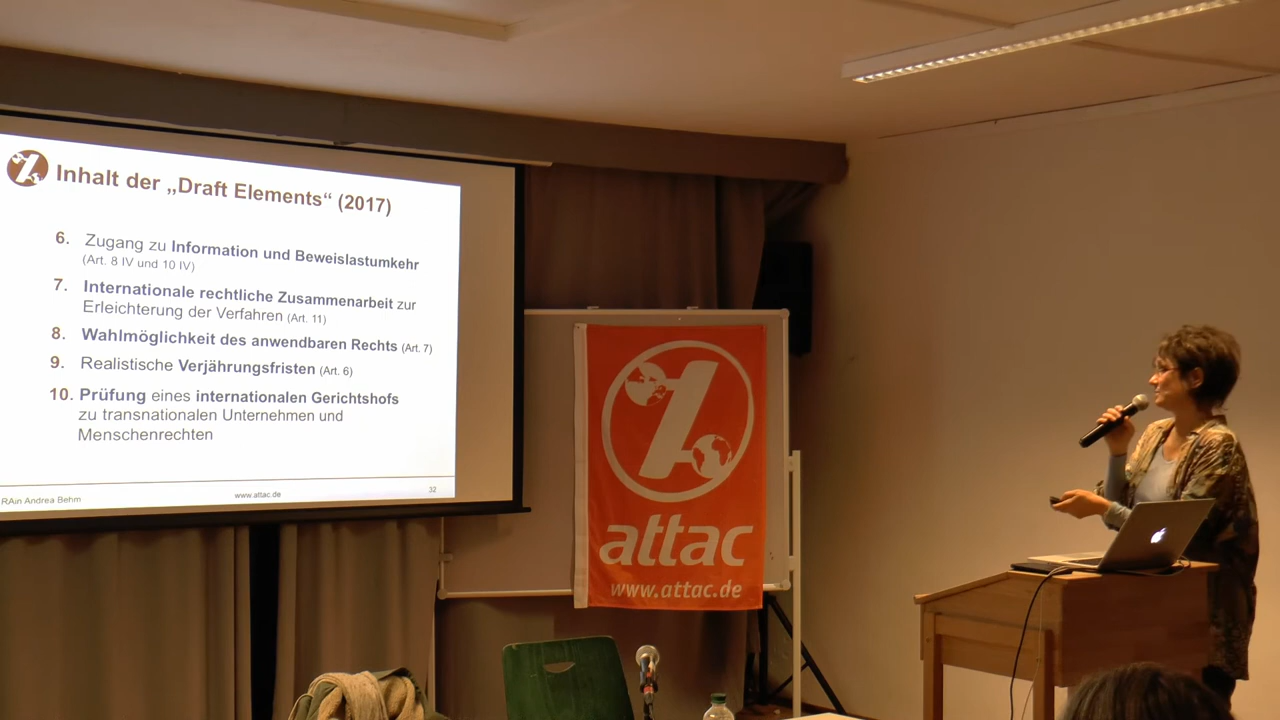 Inhalt der „Draft Elements“ (2017)
6. Zugang zu Information und Beweislastumkehr
(Art. 8 IV und 10 IV)
7. Internationale rechtliche Zusammenarbeit zur
Erleichterung der Verfahren (Art. 11)
8. Wahlmöglichkeit des anwendbaren Rechts (Art. 7)
9. Realistische Verjährungsfristen (Art. 6)
10. Prüfung eines internationalen Gerichtshofs
zu transnationalen Unternehmen und
Menschenrechten
RAin Andrea Behm
www.attac.de
32
attac
www.attac.de